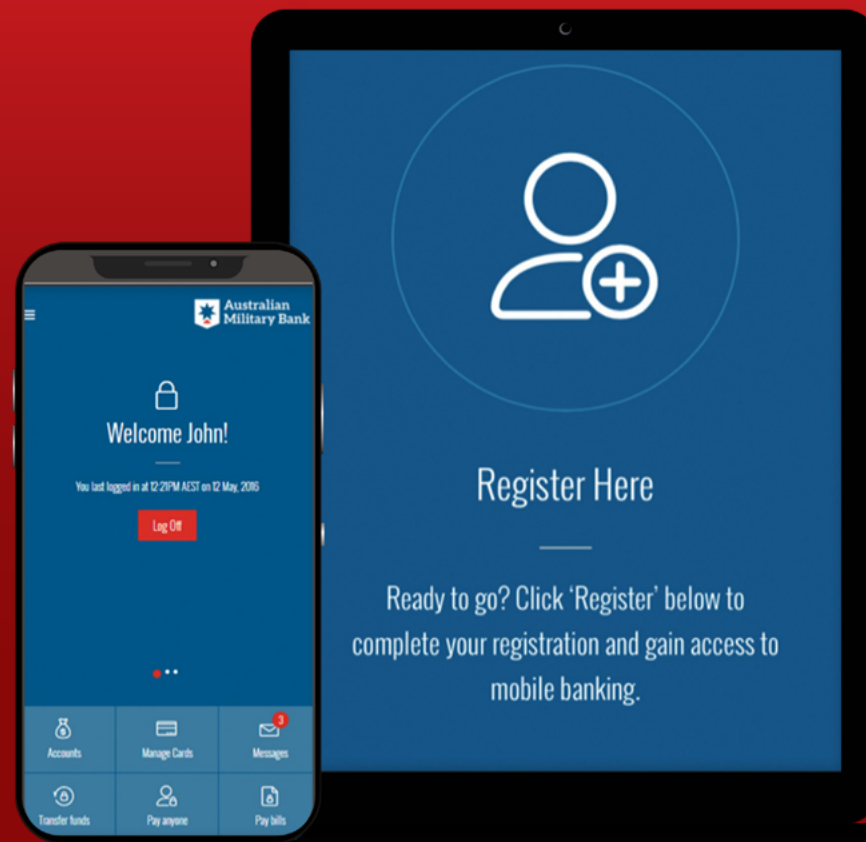 Australian
Military Bank
Welcome John!
You last logged in at 12:21PM AEST on 12 May, 2016
Log Off
3
Accounts
Manage Cards
Messages
Transfer funds
Pay anyone
Pay bills
Register Here
Ready to go? Click ‘Register’ below to
complete your registration and gain access to
mobile banking.